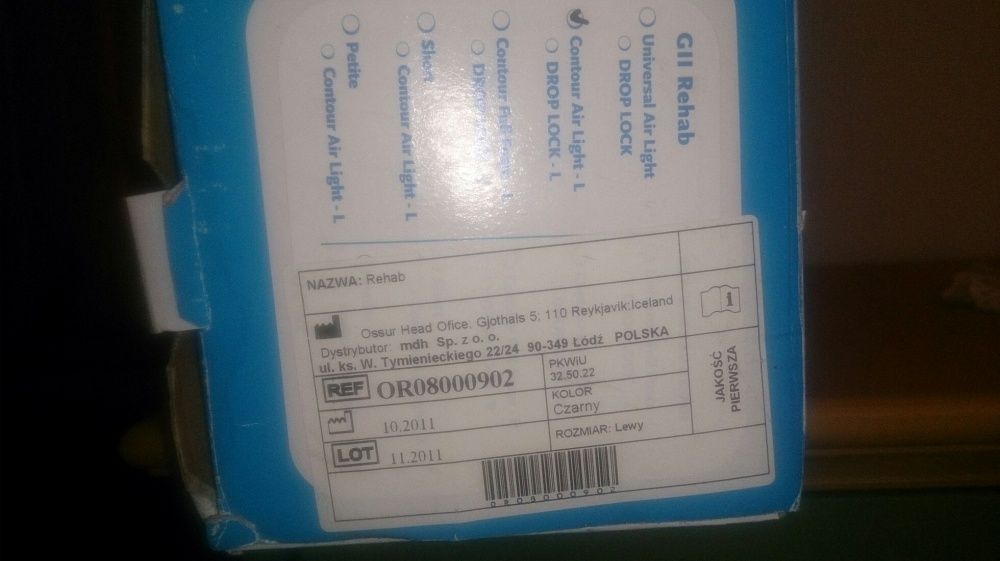 GII Rehab
Universal Air Light
DROP LOCK
Contour Air Light - L
DROP LOCK - L
Contour
Short
Contour Air Light - L
Petite
Contour Air Light - L
NAZWA: Rehab
Ossur Head Ofice. Gjothals 5; 110 Reykjavik;Iceland
Dystrybutor: mdh Sp. z o. o.
ul. ks. W. Tymienieckiego 22/24 90-349 Łódź POLSKA
REF OR08000902
PKWiU
32.50.22
KOLOR
Czarny
10.2011
LOT 11.2011
ROZMIAR: Lewy
JAKOŚĆ
PIERWSZA
i
0808000902